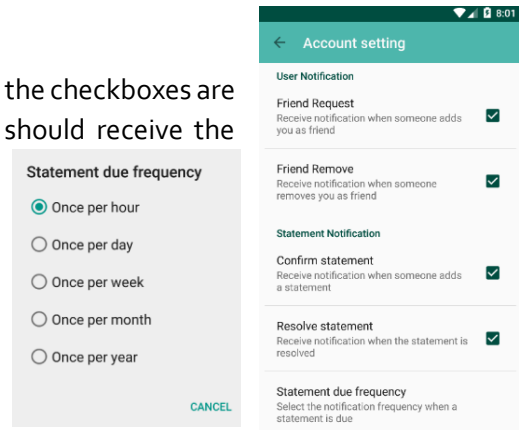 the checkboxes are
should receive the
Statement due frequency
Once per hour
Once per day
Once per week
Once per month
Once per year
CANCEL
8:01
Account setting
User Notification
Friend Request
Receive notification when someone adds
you as friend
Friend Remove
Receive notification when someone
removes you as friend
Statement Notification
Confirm statement
Receive notification when someone adds
a statement
Resolve statement
Receive notification when the statement is
resolved
Statement due frequency
Select the notification frequency when a
statement is due